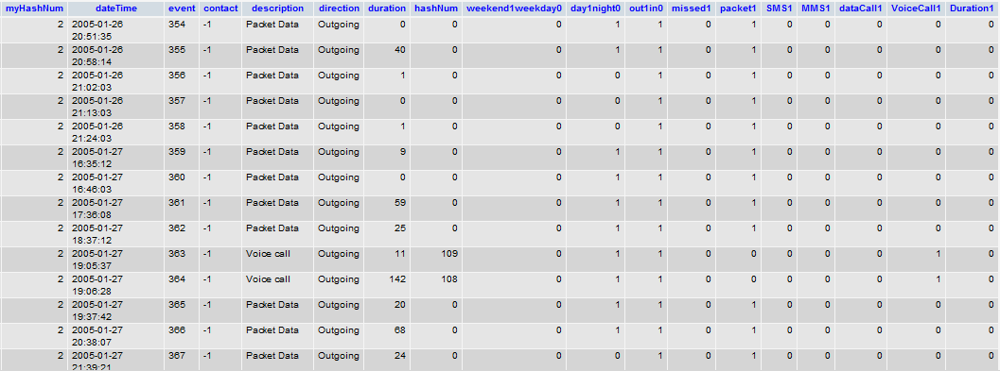 myHashNum dateTime event contact description direction duration hashNum weekend1weekday0 day1night0 out1in0 missed1 packet1 SMS1 MMS1 dataCall1 VoiceCall1 Duration1
2 2005-01-26 354 -1 Packet Data Outgoing 0 0 0 1 1 0 1 0 0 0 0 0
20:51:35
2 2005-01-26 355 -1 Packet Data Outgoing 40 0 0 1 1 0 1 0 0 0 0 0
20:58:14
2 2005-01-26 356 -1 Packet Data Outgoing 1 0 0 0 1 0 1 0 0 0 0 0
21:02:03
2 2005-01-26 357 -1 Packet Data Outgoing 0 0 0 0 1 0 1 0 0 0 0 0
21:13:03
2 2005-01-26 358 -1 Packet Data Outgoing 1 0 0 0 1 0 1 0 0 0 0 0
21:24:03
2 2005-01-27 359 -1 Packet Data Outgoing 9 0 0 1 1 0 1 0 0 0 0 0
16:35:12
2 2005-01-27 360 -1 Packet Data Outgoing 0 0 0 1 1 0 1 0 0 0 0 0
16:46:03
2 2005-01-27 361 -1 Packet Data Outgoing 59 0 0 1 1 0 1 0 0 0 0 0
17:36:08
2 2005-01-27 362 -1 Packet Data Outgoing 25 0 0 1 1 0 1 0 0 0 0 0
18:37:12
2 2005-01-27 363 -1 Voice call Outgoing 11 109 0 1 1 0 0 0 0 0 1 0
19:05:37
2 2005-01-27 364 -1 Voice call Outgoing 142 108 0 1 1 0 0 0 0 0 1 0
19:06:28
2 2005-01-27 365 -1 Packet Data Outgoing 20 0 0 1 1 0 1 0 0 0 0 0
19:37:42
2 2005-01-27 366 -1 Packet Data Outgoing 68 0 0 1 1 0 1 0 0 0 0 0
20:38:07
2 2005-01-27 367 -1 Packet Data Outgoing 24 0 0 0 1 0 1 0 0 0 0 0
21:39:21